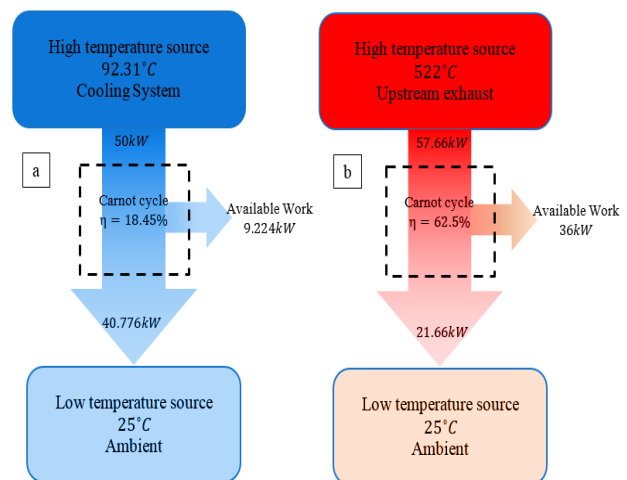 High temperature source
92.31°C
Cooling System
50kW
a
Carnot cycle
η = 18.45%
Available Work
9.224kW
40.776kW
Low temperature source
25°C
Ambient
High temperature source
522°C
Upstream exhaust
57.66kW
b
Carnot cycle
η = 62.5%
Available Work
36kW
21.66kW
Low temperature source
25°C
Ambient